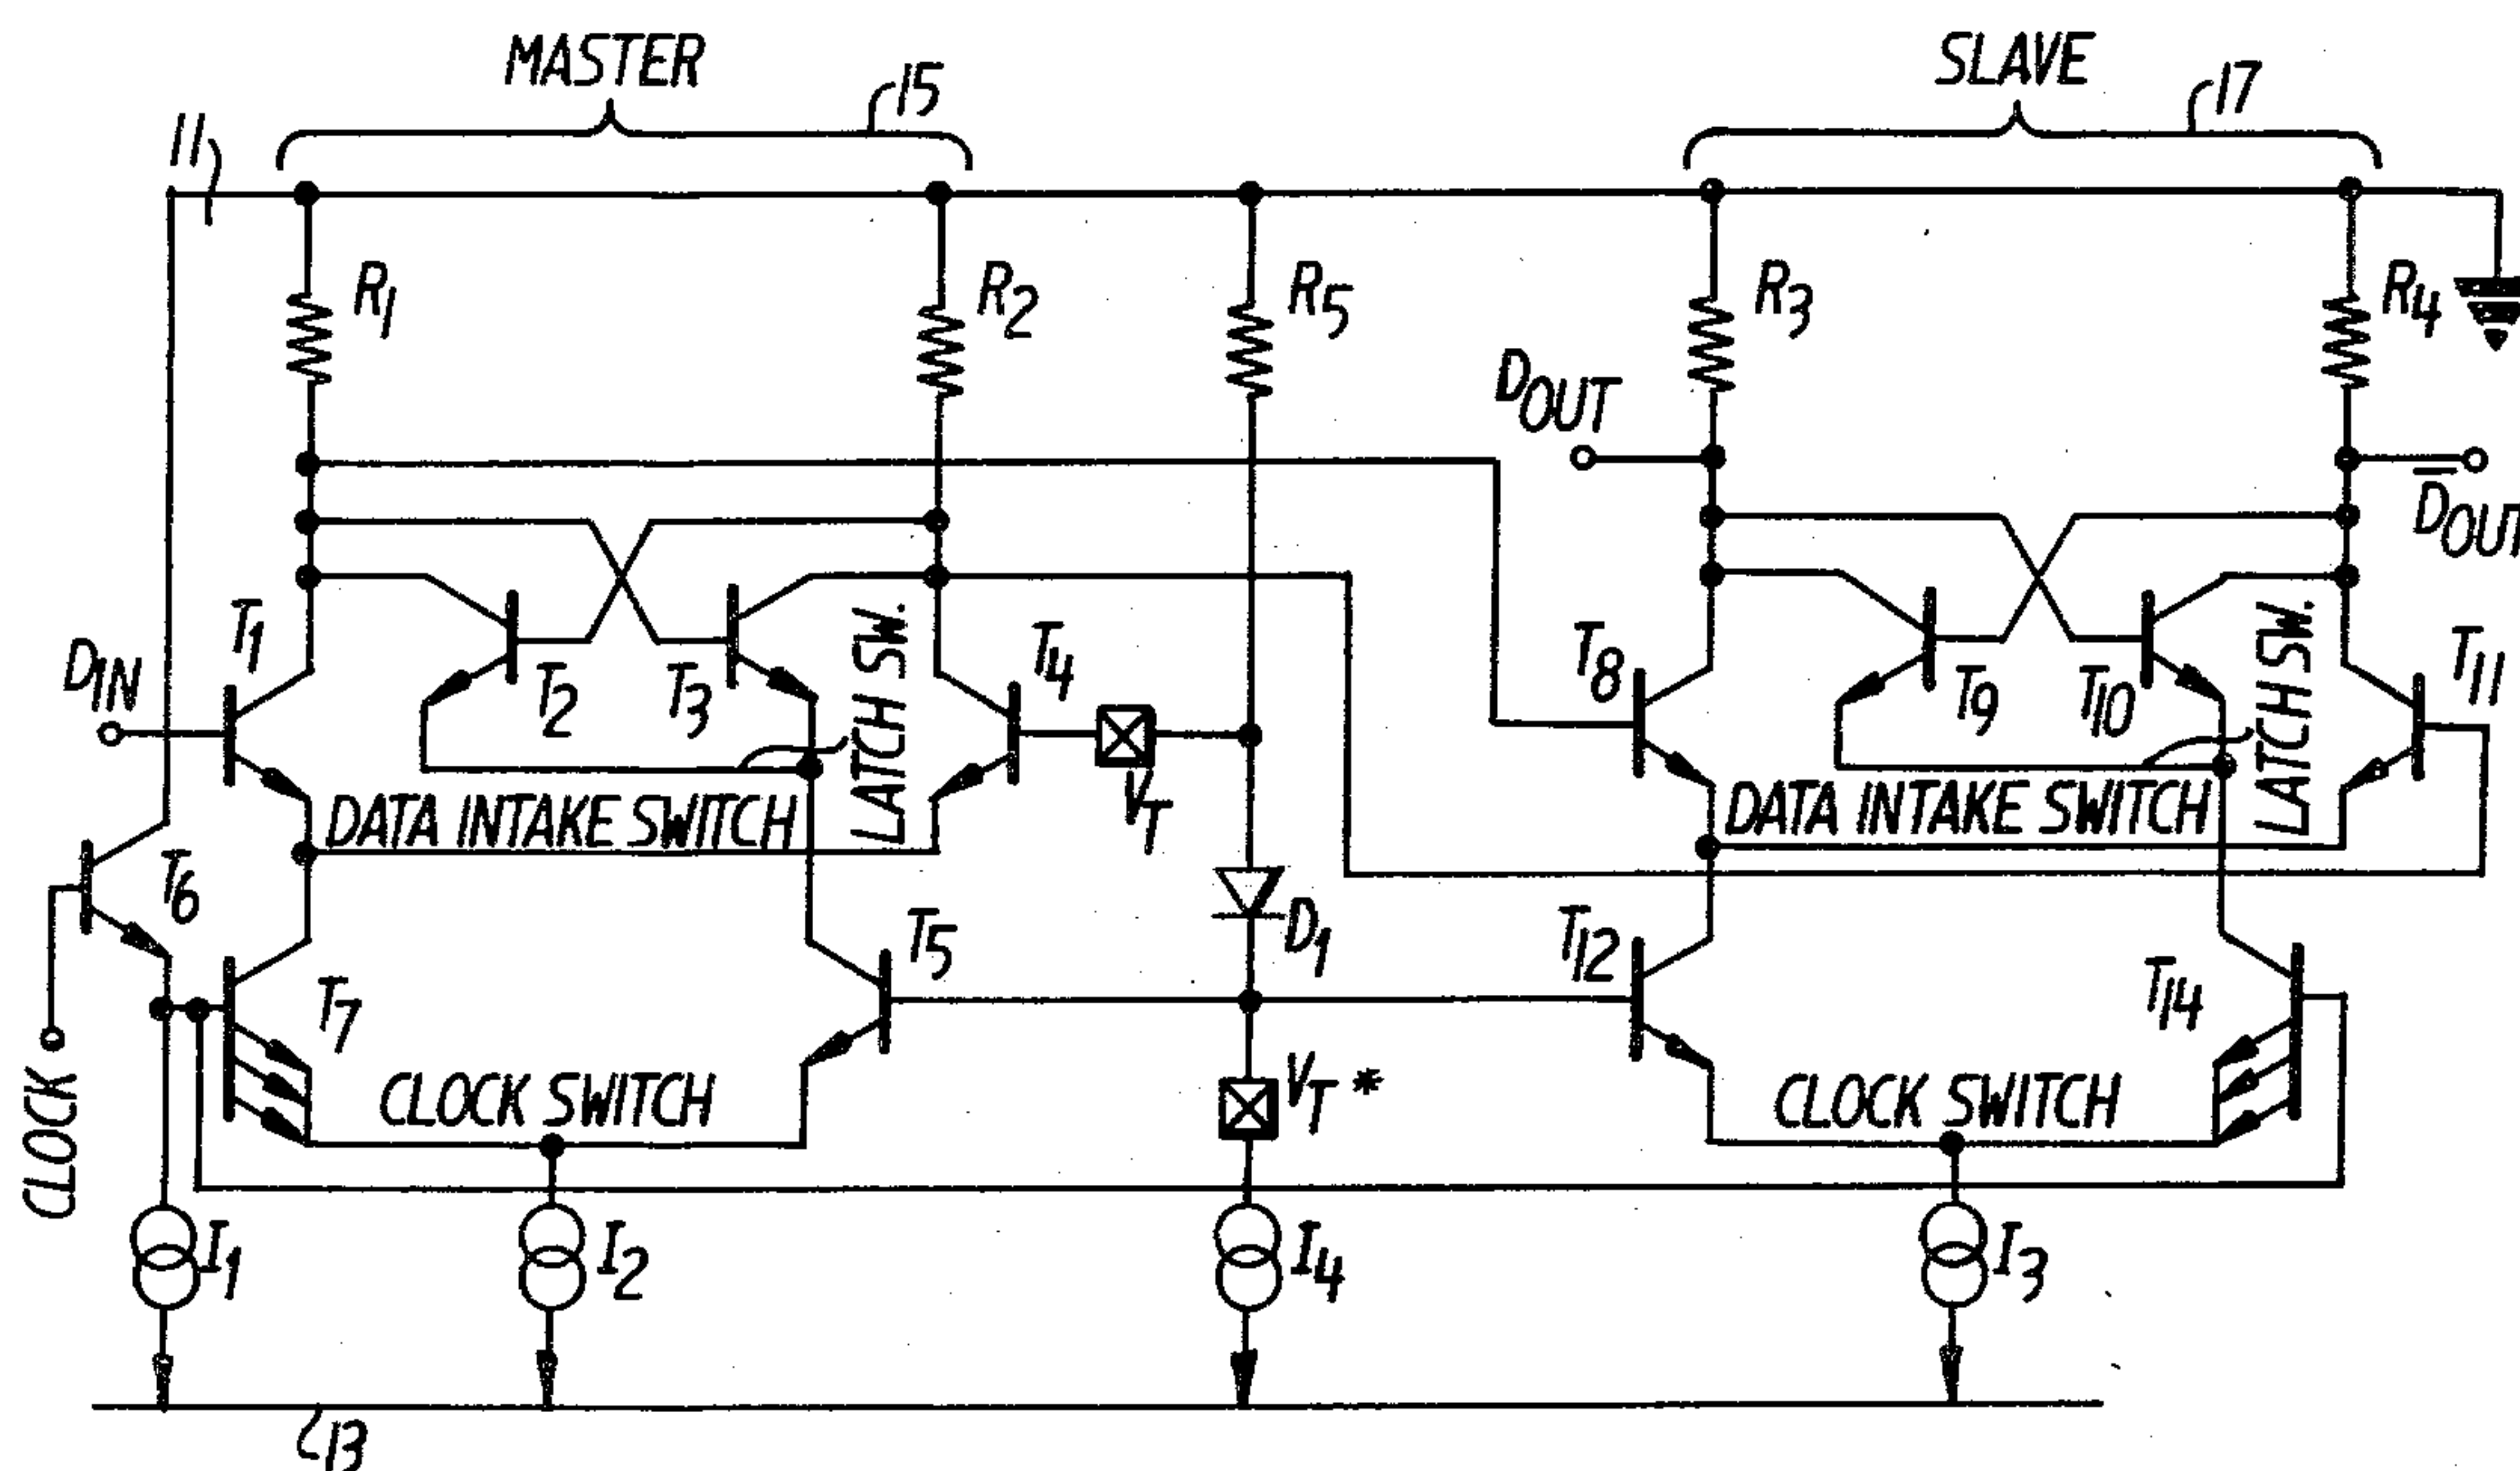 MASTER
15
SLAVE
17
11
R1
R2
R5
R3
R4
DOUT
DOUT
T1
DIN
T2
T3
LATCH SW.
T4
VT
T8
T9
T10
LATCH SW.
T11
DATA INTAKE SWITCH
DATA INTAKE SWITCH
T6
T7
T5
D1
T12
T14
CLOCK
CLOCK SWITCH
VT *
CLOCK SWITCH
I1
I2
I4
I3
13